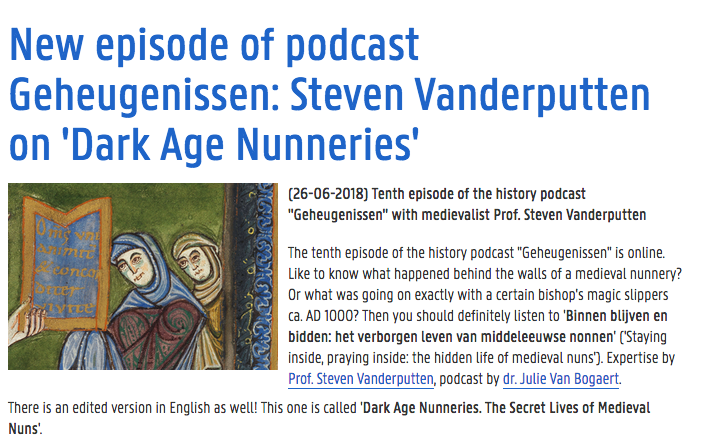 New episode of podcast
Geheugenissen: Steven Vanderputten
on 'Dark Age Nunneries'
(26-06-2018) Tenth episode of the history podcast
"Geheugenissen" with medievalist Prof. Steven Vanderputten
The tenth episode of the history podcast "Geheugenissen" is online.
Like to know what happened behind the walls of a medieval nunnery?
Or what was going on exactly with a certain bishop's magic slippers
ca. AD 1000? Then you should definitely listen to 'Binnen blijven en
bidden: het verborgen leven van middeleeuwse nonnen' ('Staying
inside, praying inside: the hidden life of medieval nuns'). Expertise by
Prof. Steven Vanderputten, podcast by dr. Julie Van Bogaert.
There is an edited version in English as well! This one is called 'Dark Age Nunneries. The Secret Lives of Medieval
Nuns'.